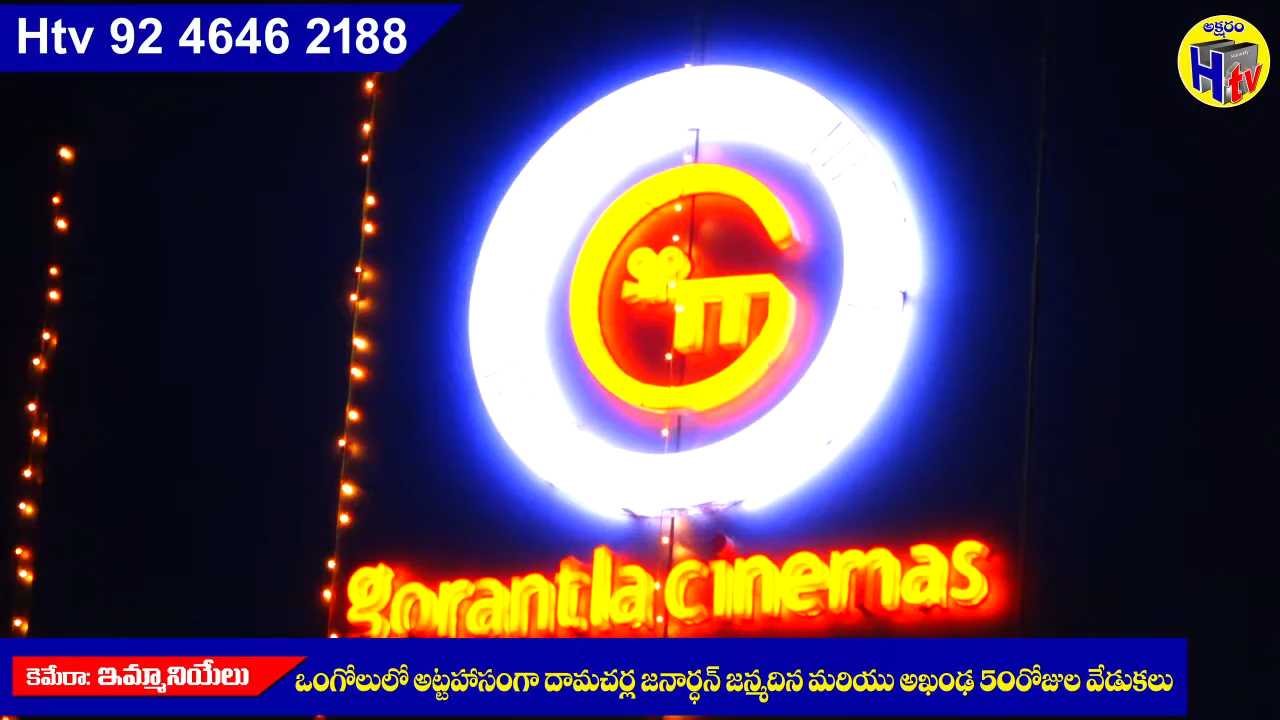 Htv 92 4646 2188
అక్షరం
Htv
gorantla cinemas
కెమేరా: ఇమ్మానియేలు
ఒంగోలులో అట్టహాసంగా దామచర్ల జనార్ధన్ జన్మదిన మరియు అఖండ 50రోజుల వేడుకలు